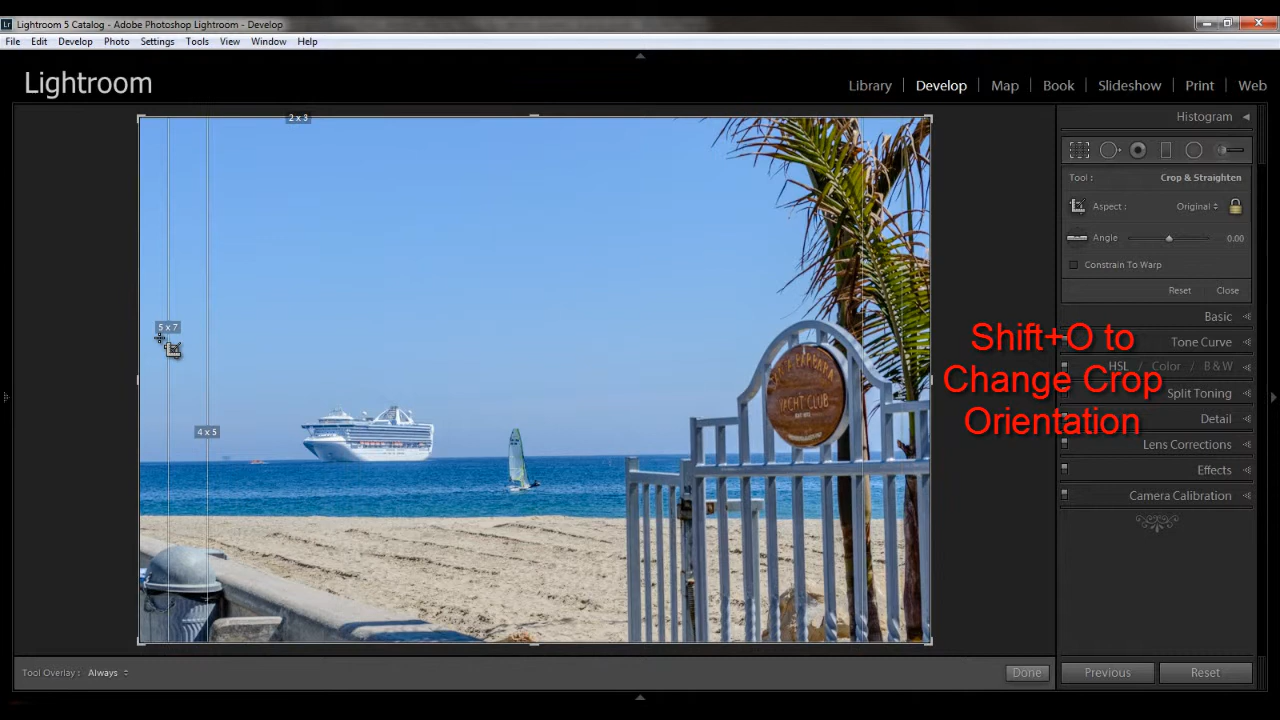 Lr Lightroom 5 Catalog - Adobe Photoshop Lightroom - Develop
File Edit Develop Photo Settings Tools View Window Help
Lightroom
Library Develop Map Book Slideshow Print Web
Histogram
Tool : Crop & Straighten
Aspect : Original
Angle 0.00
Constrain To Warp
Reset Close
Basic
Tone Curve
HSL / Color / B & W
Split Toning
Detail
Lens Corrections
Effects
Camera Calibration
Shift+O to
Change Crop
Orientation
2 x 3
5 x 7
4 x 5
YACHT CLUB
Tool Overlay : Always
Done
Previous Reset